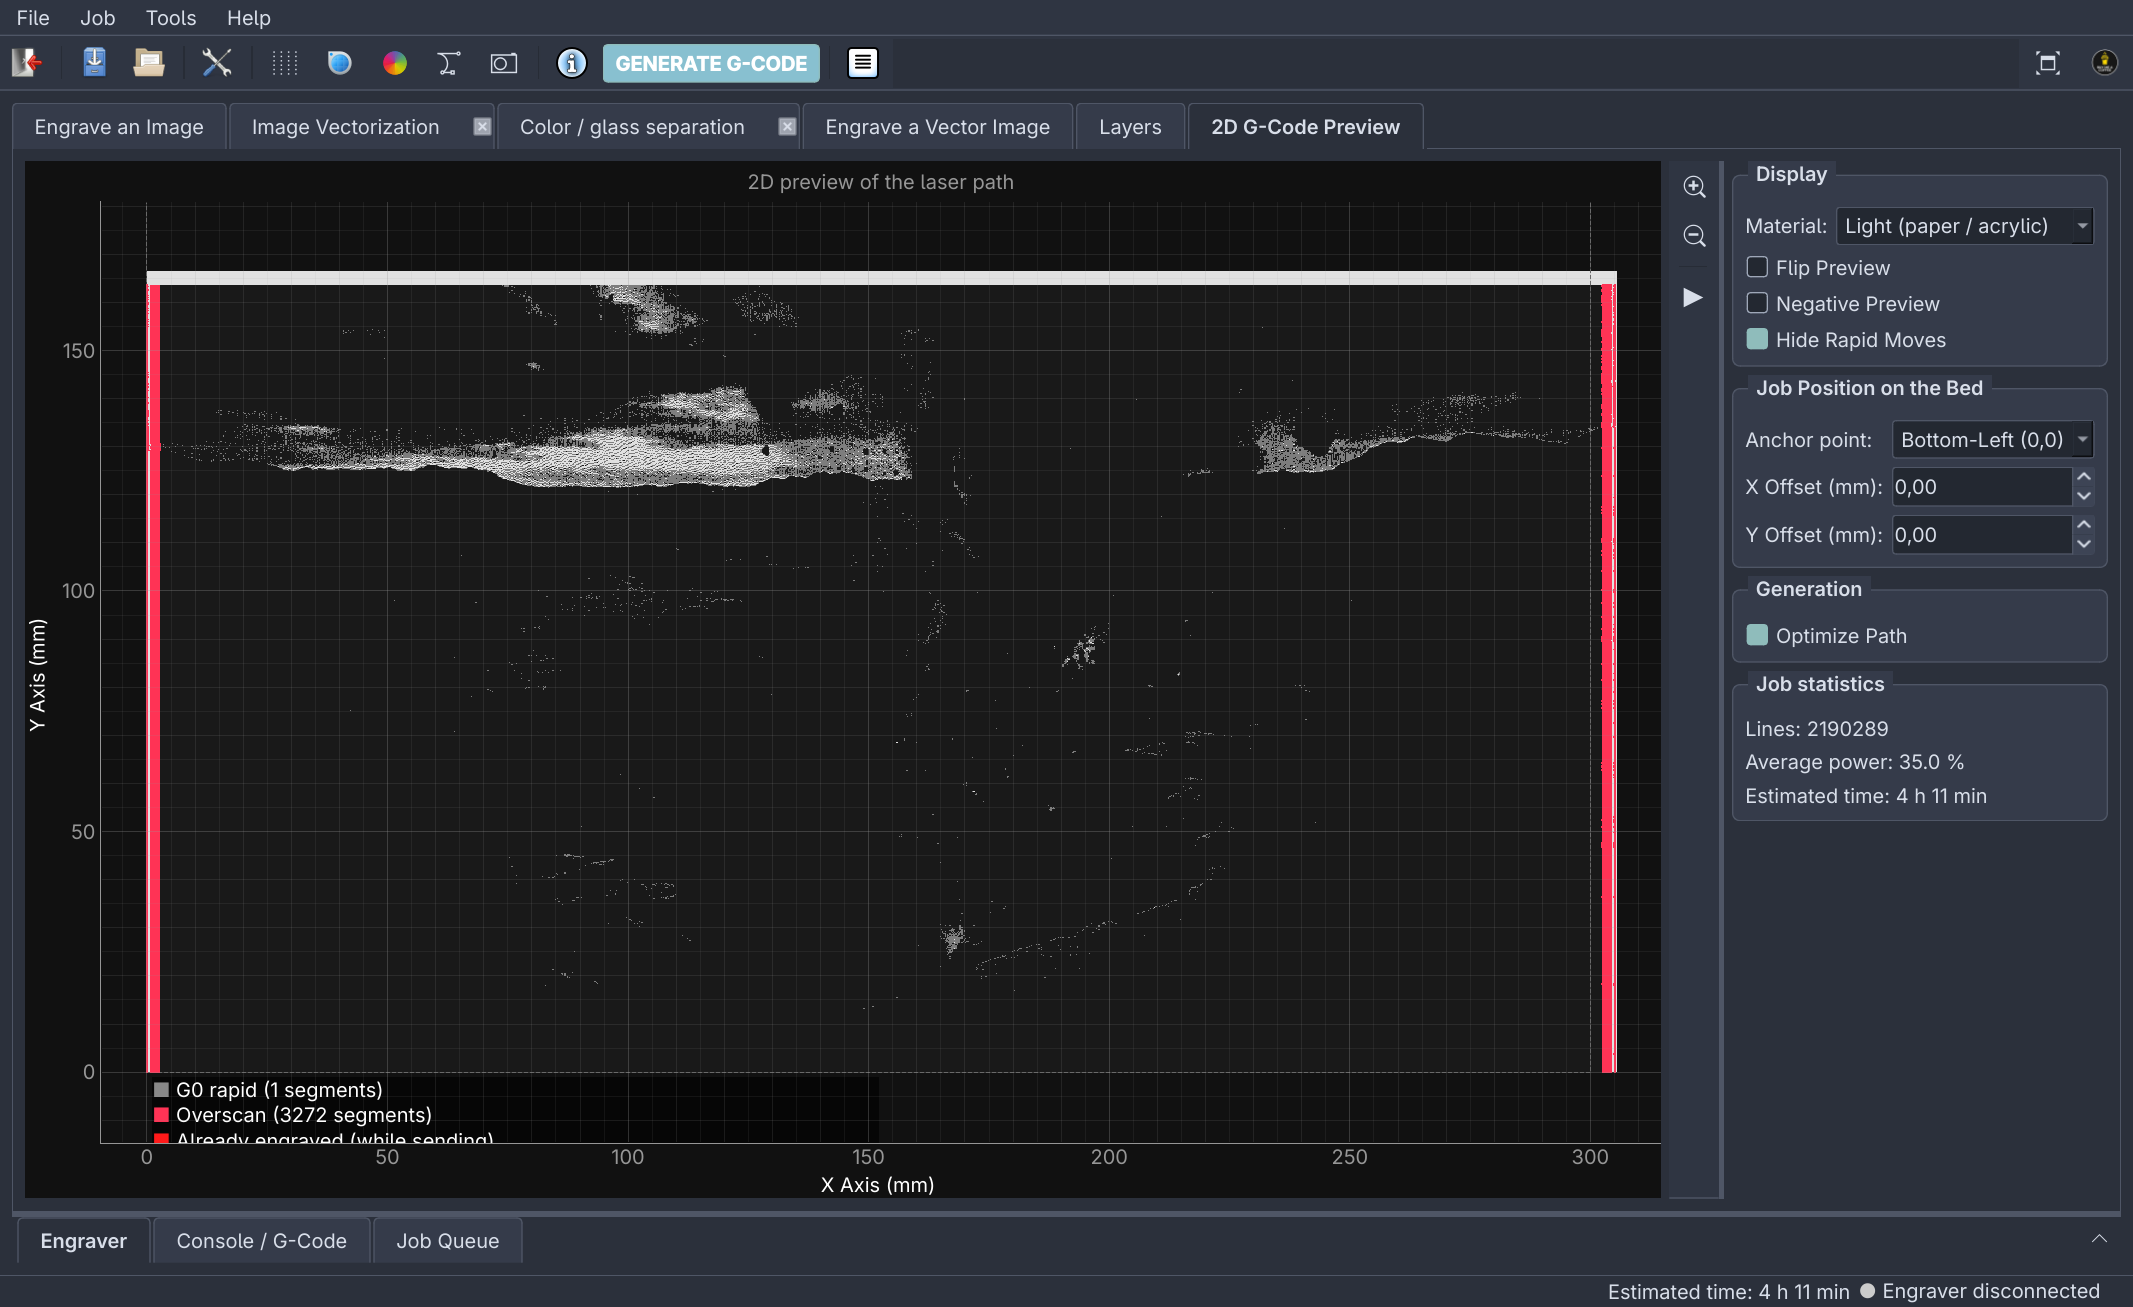 File Job Tools Help
GENERATE G-CODE
Engrave an Image Image Vectorization Color / glass separation Engrave a Vector Image Layers 2D G-Code Preview
2D preview of the laser path
Y Axis (mm)
150
100
50
0
G0 rapid (1 segments)
Overscan (3272 segments)
Already engraved (while sending)
0 50 100 150 200 250 300
X Axis (mm)
Display
Material: Light (paper / acrylic)
Flip Preview
Negative Preview
Hide Rapid Moves
Job Position on the Bed
Anchor point: Bottom-Left (0,0)
X Offset (mm): 0,00
Y Offset (mm): 0,00
Generation
Optimize Path
Job statistics
Lines: 2190289
Average power: 35.0 %
Estimated time: 4 h 11 min
Engraver Console / G-Code Job Queue
Estimated time: 4 h 11 min Engraver disconnected